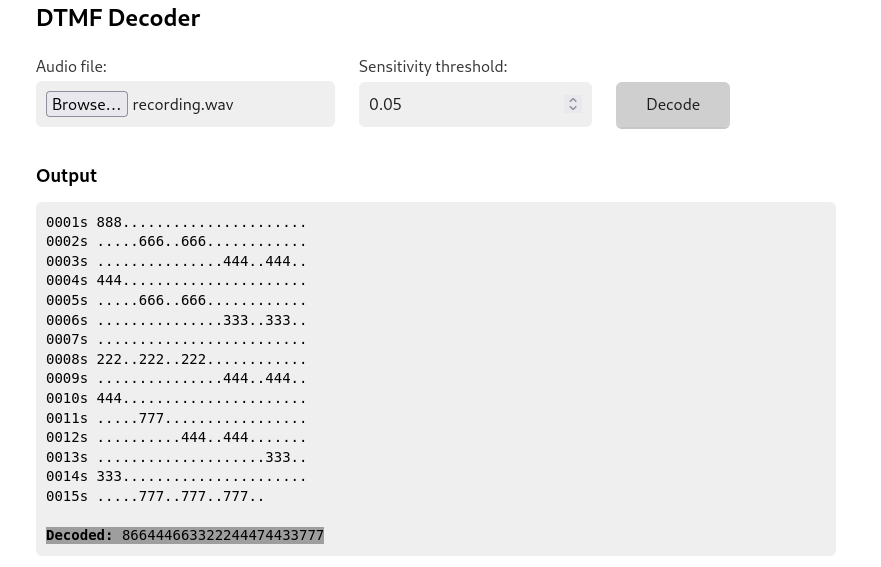 DTMF Decoder
Audio file: Sensitivity threshold:
Browse... recording.wav 0.05 Decode
Output
0001s 888......................
0002s .....666..666............
0003s ...............444..444..
0004s 444......................
0005s .....666..666............
0006s ...............333..333..
0007s .........................
0008s 222..222..222............
0009s ...............444..444..
0010s 444......................
0011s .....777.................
0012s ..........444..444.......
0013s ....................333..
0014s 333......................
0015s .....777..777..777..
Decoded: 866444663322244474433777